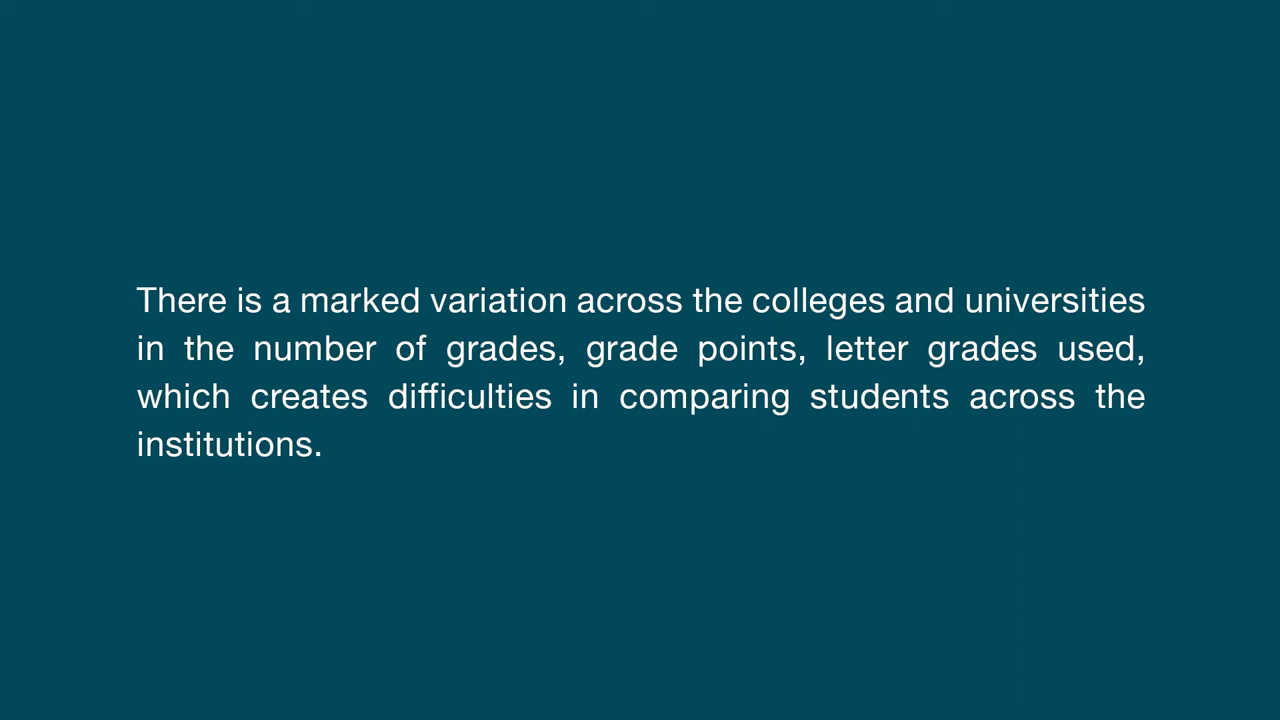 There is a marked variation across the colleges and universities
in the number of grades, grade points, letter grades used,
which creates difficulties in comparing students across the
institutions.